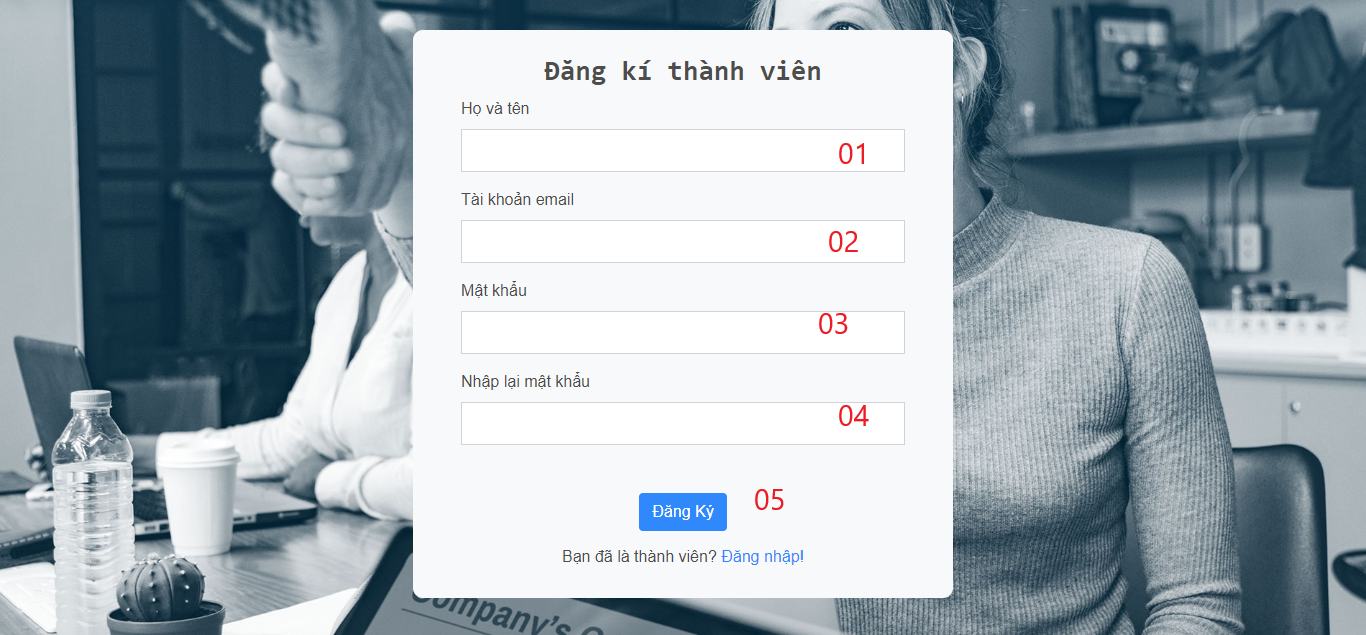 Đăng kí thành viên
Họ và tên
01
Tài khoản email
02
Mật khẩu
03
Nhập lại mật khẩu
04
Đăng Ký 05
Bạn đã là thành viên? Đăng nhập!
Company's